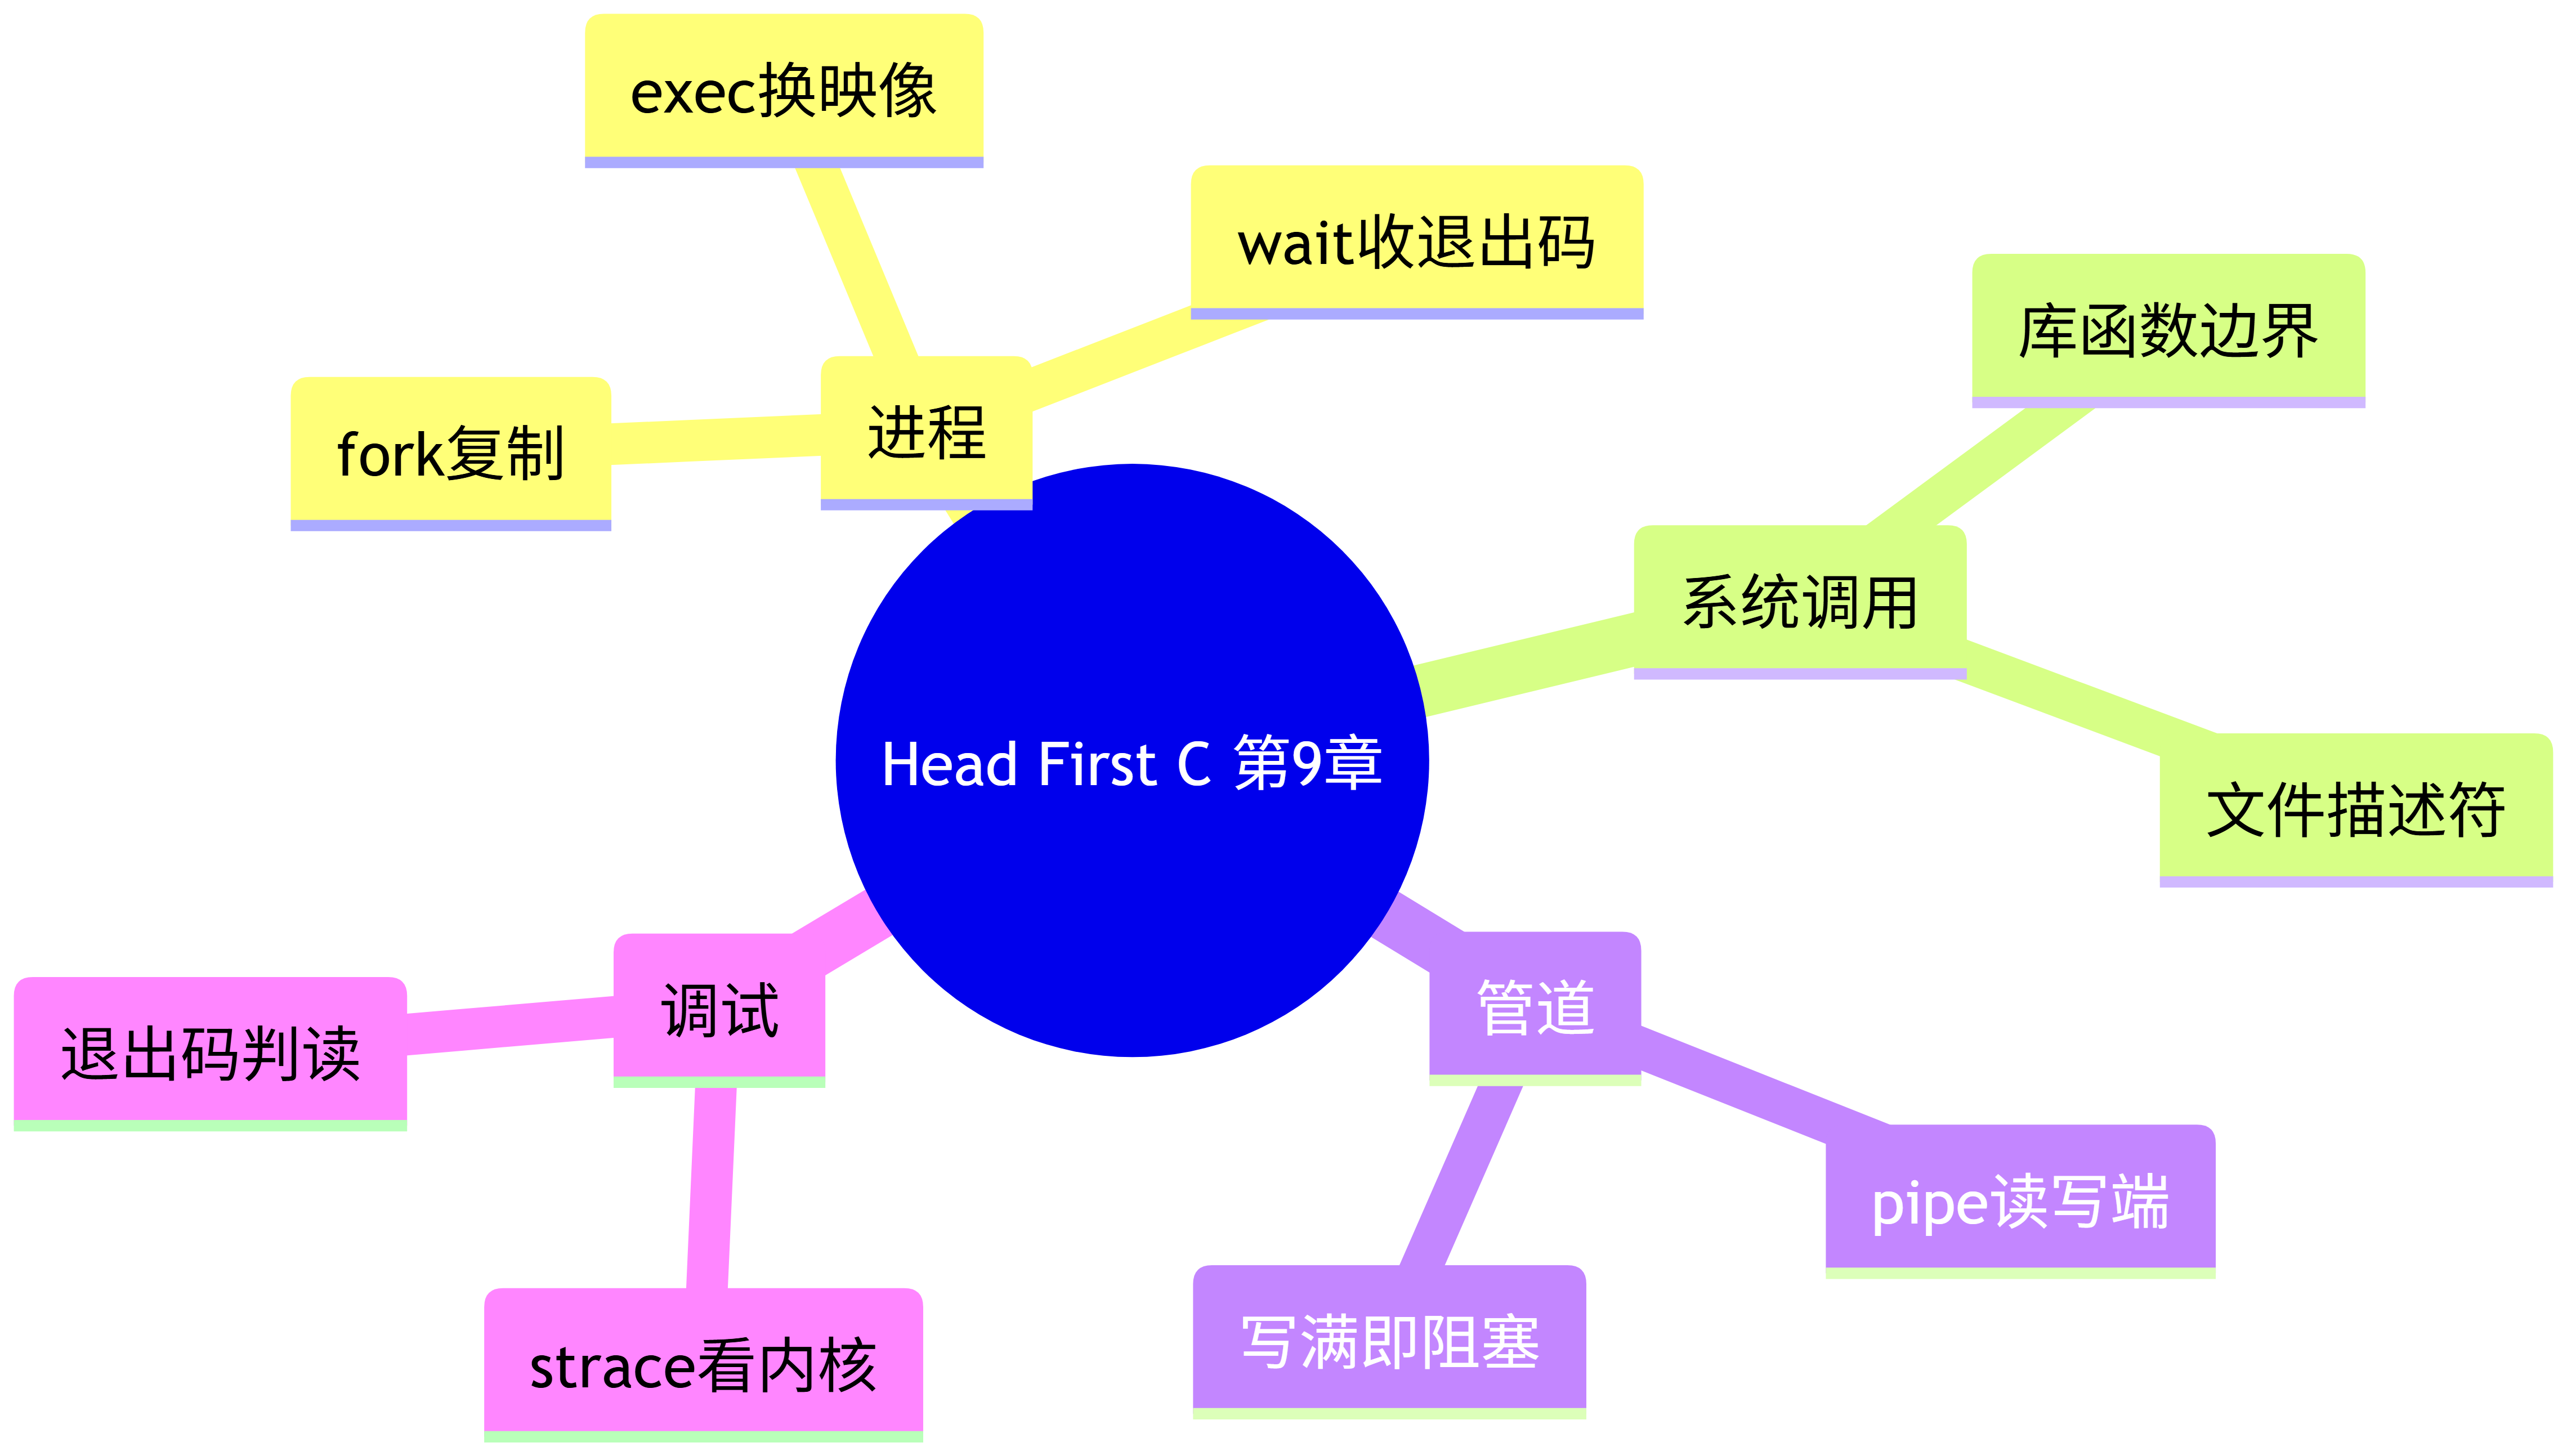 Head First C 第9章
进程
fork复制
exec换映像
wait收退出码
系统调用
库函数边界
文件描述符
管道
pipe读写端
写满即阻塞
调试
退出码判读
strace看内核